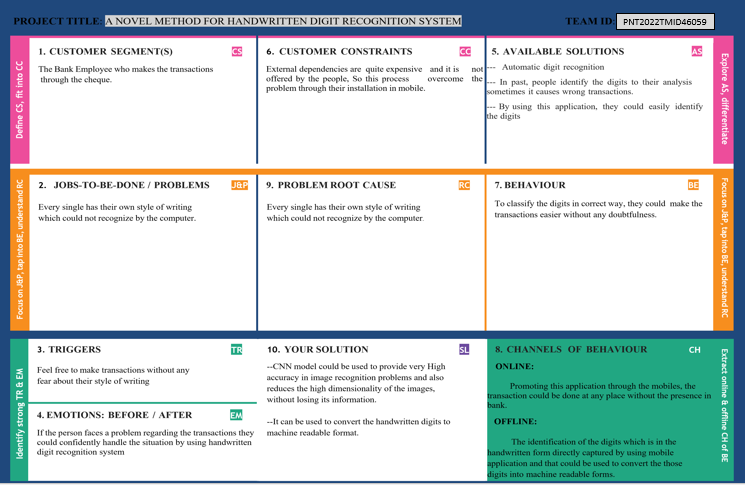 PROJECT TITLE: A NOVEL METHOD FOR HANDWRITTEN DIGIT RECOGNITION SYSTEM
TEAM ID: PNT2022TMID46059
Define CS, fit into CC
1. CUSTOMER SEGMENT(S) CS
The Bank Employee who makes the transactions
through the cheque.
6. CUSTOMER CONSTRAINTS CC
External dependencies are quite expensive and it is not
offered by the people, So this process overcome the
problem through their installation in mobile.
5. AVAILABLE SOLUTIONS AS
--- Automatic digit recognition
--- In past, people identify the digits to their analysis
sometimes it causes wrong transactions.
--- By using this application, they could easily identify
the digits
Explore AS, differentiate
Focus on J&P, tap into BE, understand RC
2. JOBS-TO-BE-DONE / PROBLEMS J&P
Every single has their own style of writing
which could not recognize by the computer.
9. PROBLEM ROOT CAUSE RC
Every single has their own style of writing
which could not recognize by the computer.
7. BEHAVIOUR BE
To classify the digits in correct way, they could make the
transactions easier without any doubtfulness.
Focus on J&P, tap into BE, understand RC
Identify strong TR & EM
3. TRIGGERS TR
Feel free to make transactions without any
fear about their style of writing
4. EMOTIONS: BEFORE / AFTER EM
If the person faces a problem regarding the transactions they
could confidently handle the situation by using handwritten
digit recognition system
10. YOUR SOLUTION SL
--CNN model could be used to provide very High
accuracy in image recognition problems and also
reduces the high dimensionality of the images,
without losing its information.
--It can be used to convert the handwritten digits to
machine readable format.
8. CHANNELS OF BEHAVIOUR CH
ONLINE:
Promoting this application through the mobiles, the
transaction could be done at any place without the presence in
bank.
OFFLINE:
The identification of the digits which is in the
handwritten form directly captured by using mobile
application and that could be used to convert the those
digits into machine readable forms.
Extract online & offline CH of BE